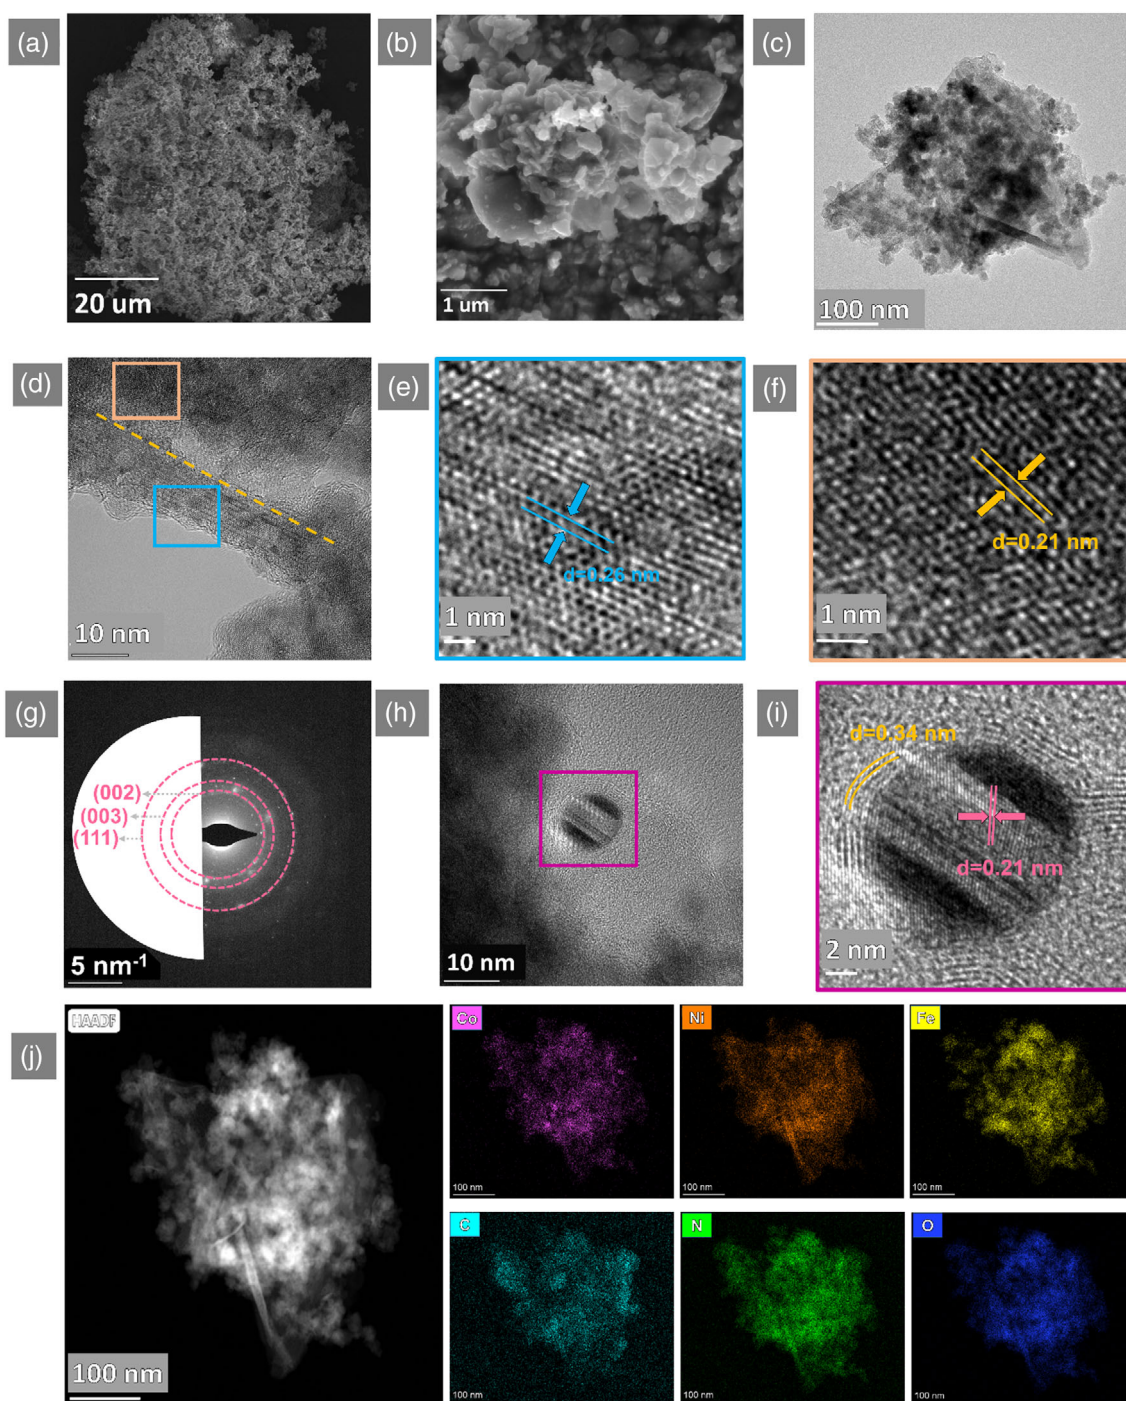 (a)
20 um
(b)
1 um
(c)
100 nm
(d)
10 nm
(e)
d=0.26 nm
1 nm
(f)
d=0.21 nm
1 nm
(g)
(002)
(003)
(111)
5 nm-1
(h)
10 nm
(i)
d=0.34 nm
d=0.21 nm
2 nm
(j)
HAADF
100 nm
Co
100 nm
Ni
100 nm
Fe
100 nm
C
100 nm
N
100 nm
O
100 nm